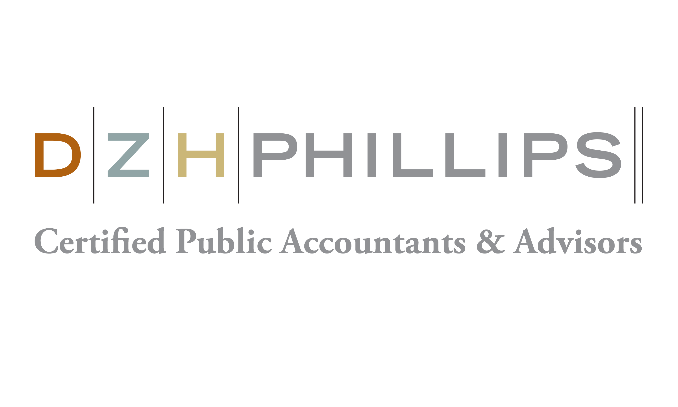 D|Z|H|PHILLIPS||
Certified Public Accountants & Advisors